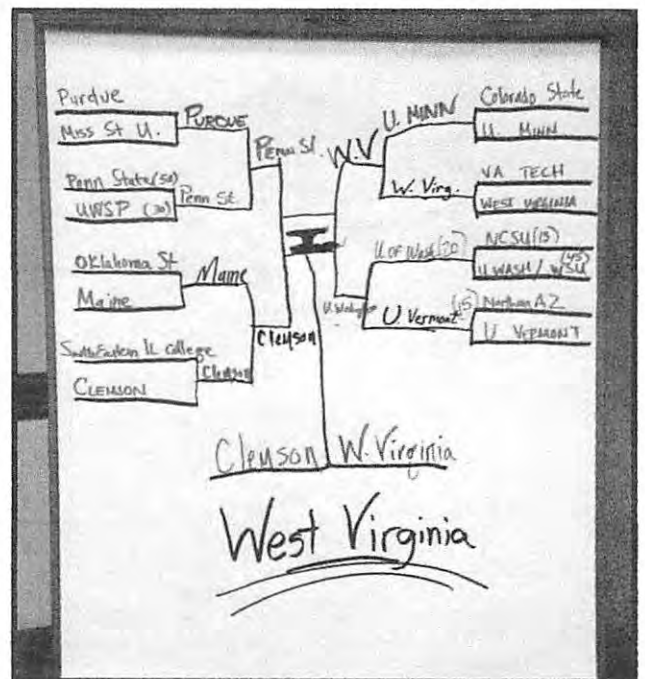 Purdue
Miss St U.
PURDUE
Penn State (50)
UWSP (30)
Penn St.
Penn St.
Oklahoma St
Maine
Maine
SouthEastern IL College
CLEMSON
Clemson
Clemson
Colorado State
U. MINN
U. MINN
VA TECH
WEST VIRGINIA
W. Virg.
W.V
NCSU (15)
U WASH / WSU (45)
U OF Wash (20)
(15) Northern AZ
U. VERMONT
U. Vermont
Clemson W. Virginia
West Virginia